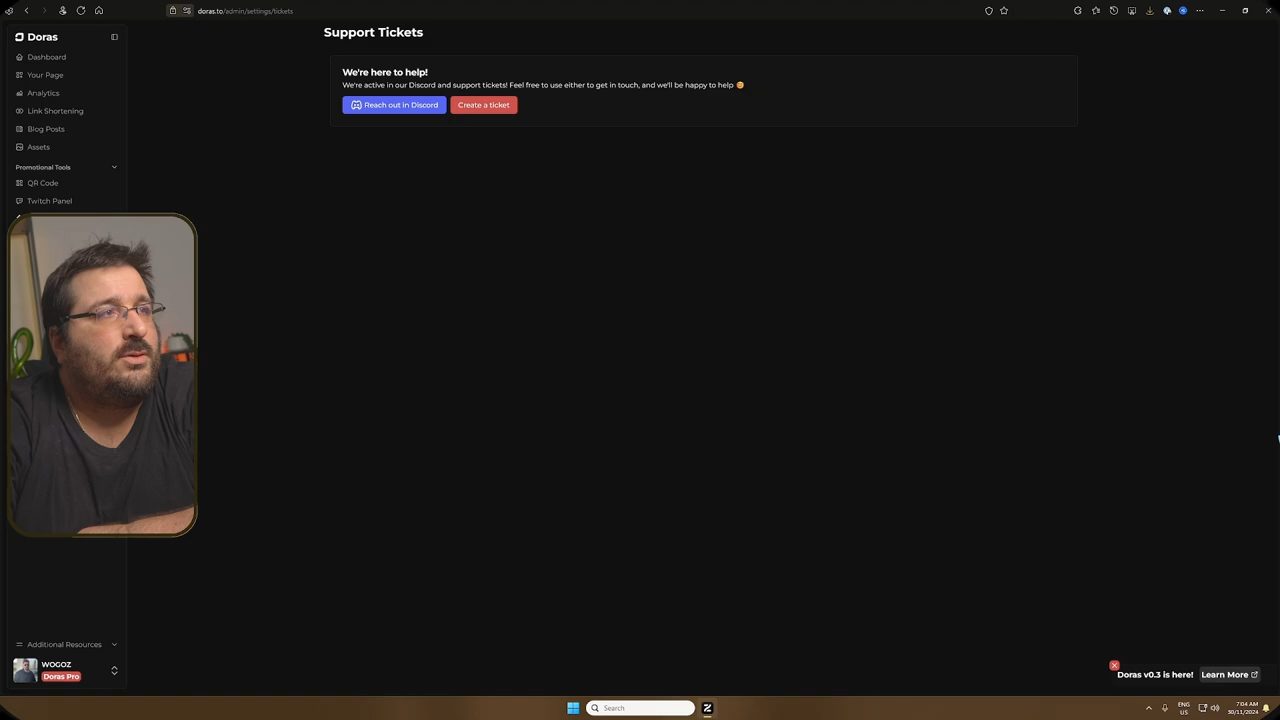 doras.to/admin/settings/tickets
Doras
Dashboard
Your Page
Analytics
Link Shortening
Blog Posts
Assets
Promotional Tools
QR Code
Twitch Panel
Additional Resources
WOGOZ
Doras Pro
Support Tickets
We're here to help!
We're active in our Discord and support tickets! Feel free to use either to get in touch, and we'll be happy to help 😊
Reach out in Discord
Create a ticket
Doras v0.3 is here!
Learn More
Search
ENG
US
7:04 AM
30/11/2024